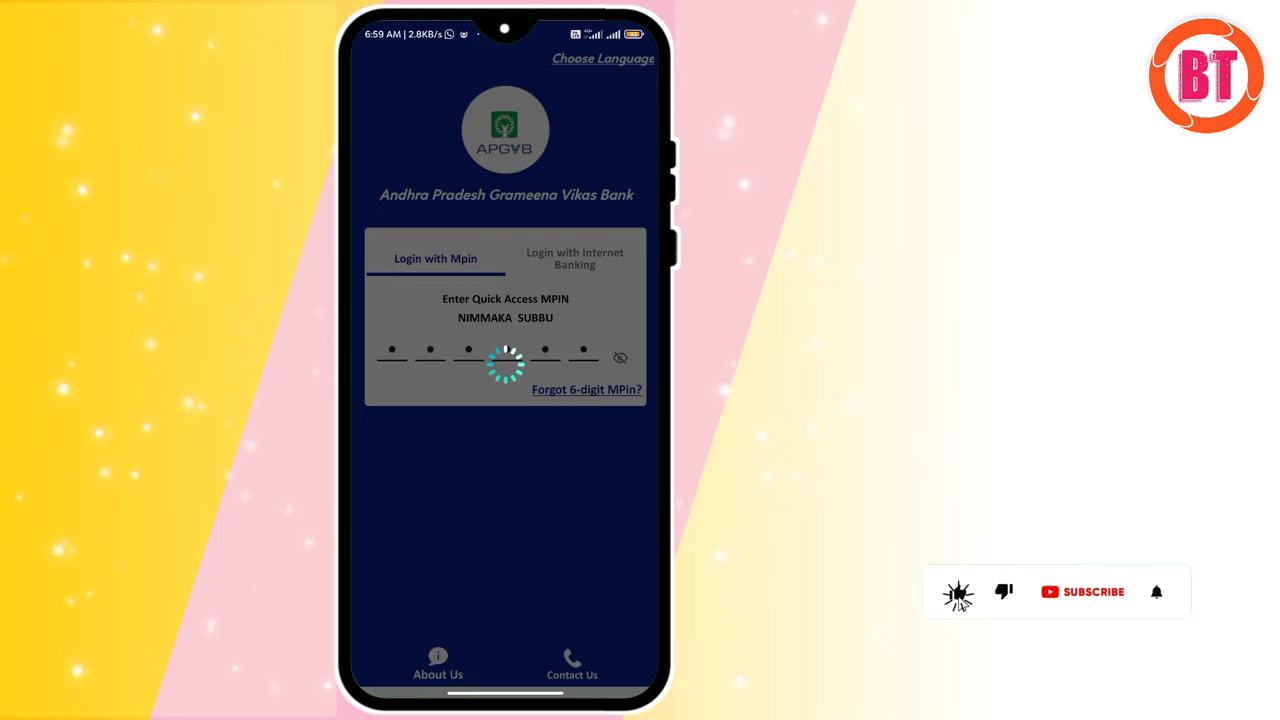 6:59 AM | 2.8KB/s
Choose Language
APGVB
Andhra Pradesh Grameena Vikas Bank
Login with Mpin
Login with Internet
Banking
Enter Quick Access MPIN
NIMMAKA SUBBU
Forgot 6-digit MPin?
About Us
Contact Us
BT
SUBSCRIBE